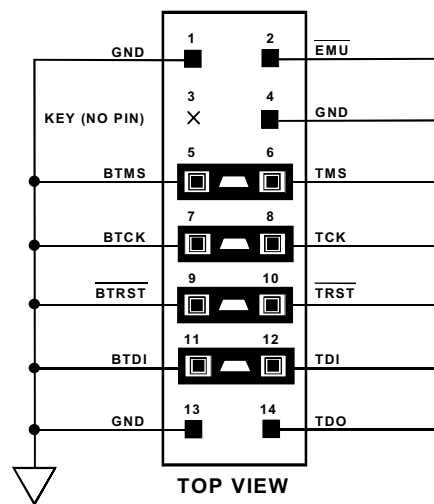 1 2
GND EMU
3 4
KEY (NO PIN) GND
5 6
BTMS TMS
7 8
BTCK TCK
9 10
BTRST TRST
11 12
BTDI TDI
13 14
GND TDO
TOP VIEW